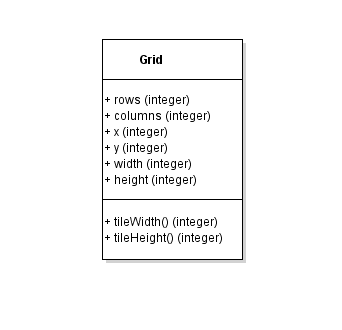 Grid
+ rows (integer)
+ columns (integer)
+ x (integer)
+ y (integer)
+ width (integer)
+ height (integer)
+ tileWidth() (integer)
+ tileHeight() (integer)